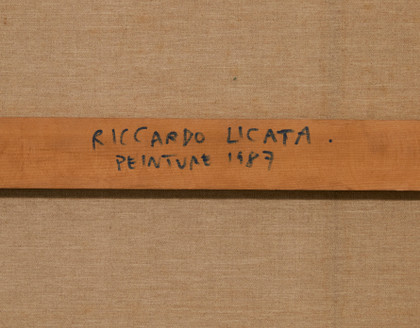 RICCARDO LICATA .
PEINTURE 1987